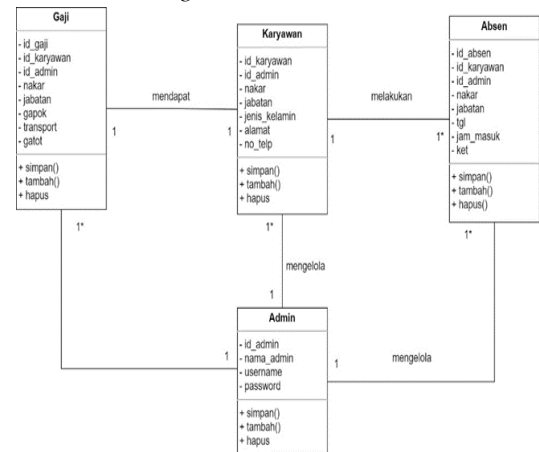 Gaji
- id_gaji
- id_karyawan
- id_admin
- nakar
- jabatan
- gapok
- transport
- gatot
+ simpan()
+ tambah()
+ hapus
mendapat
1
1
Karyawan
- id_karyawan
- id_admin
- nakar
- jabatan
- jenis_kelamin
- alamat
- no_telp
+ simpan()
+ tambah()
+ hapus
melakukan
1
1*
Absen
- id_absen
- id_karyawan
- id_admin
- nakar
- jabatan
- tgl
- jam_masuk
- ket
+ simpan()
+ tambah()
+ hapus()
1*
1*
1*
mengelola
1
1
1
mengelola
Admin
- id_admin
- nama_admin
- username
- password
+ simpan()
+ tambah()
+ hapus